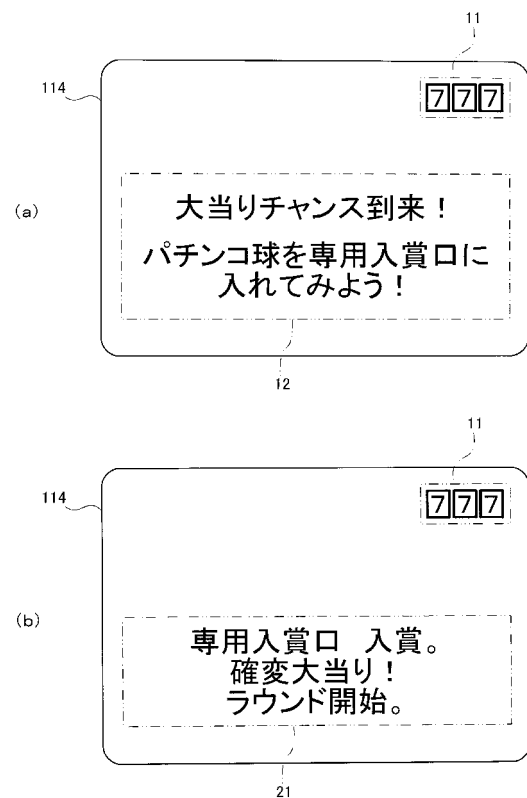 11
114
777
(a)
大当りチャンス到来！
パチンコ球を専用入賞口に
入れてみよう！
12
11
114
777
(b)
専用入賞口　入賞。
確変大当り！
ラウンド開始。
21